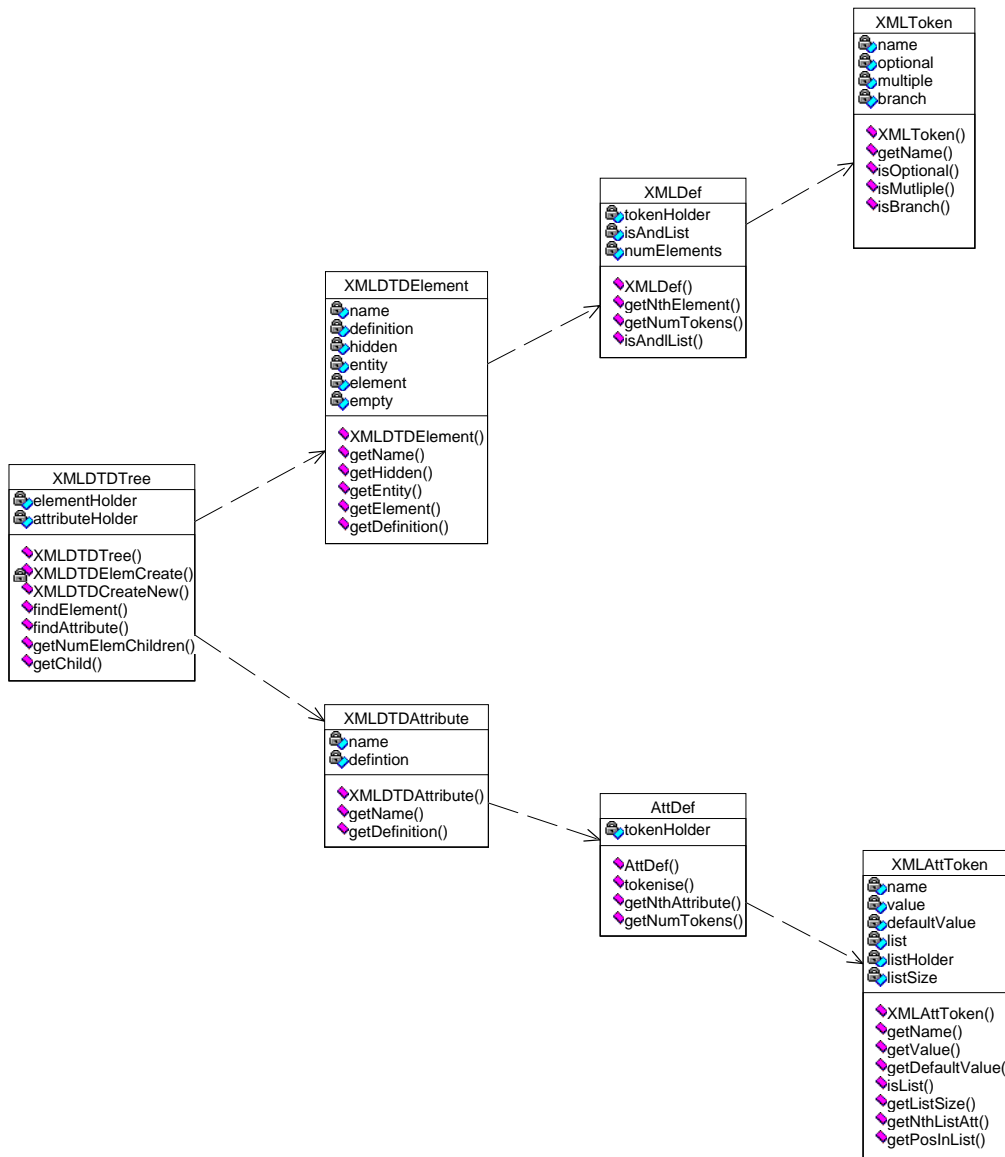 XMLToken
name
optional
multiple
branch
XMLToken()
getName()
isOptional()
isMutliple()
isBranch()
XMLDef
tokenHolder
isAndList
numElements
XMLDef()
getNthElement()
getNumTokens()
isAndlList()
XMLDTDElement
name
definition
hidden
entity
element
empty
XMLDTDElement()
getName()
getHidden()
getEntity()
getElement()
getDefinition()
XMLDTDTree
elementHolder
attributeHolder
XMLDTDTree()
XMLDTDElemCreate()
XMLDTDCreateNew()
findElement()
findAttribute()
getNumElemChildren()
getChild()
XMLDTDAttribute
name
defintion
XMLDTDAttribute()
getName()
getDefinition()
AttDef
tokenHolder
AttDef()
tokenise()
getNthAttribute()
getNumTokens()
XMLAttToken
name
value
defaultValue
list
listHolder
listSize
XMLAttToken()
getName()
getValue()
getDefaultValue(
isList()
getListSize()
getNthListAtt()
getPosInList()